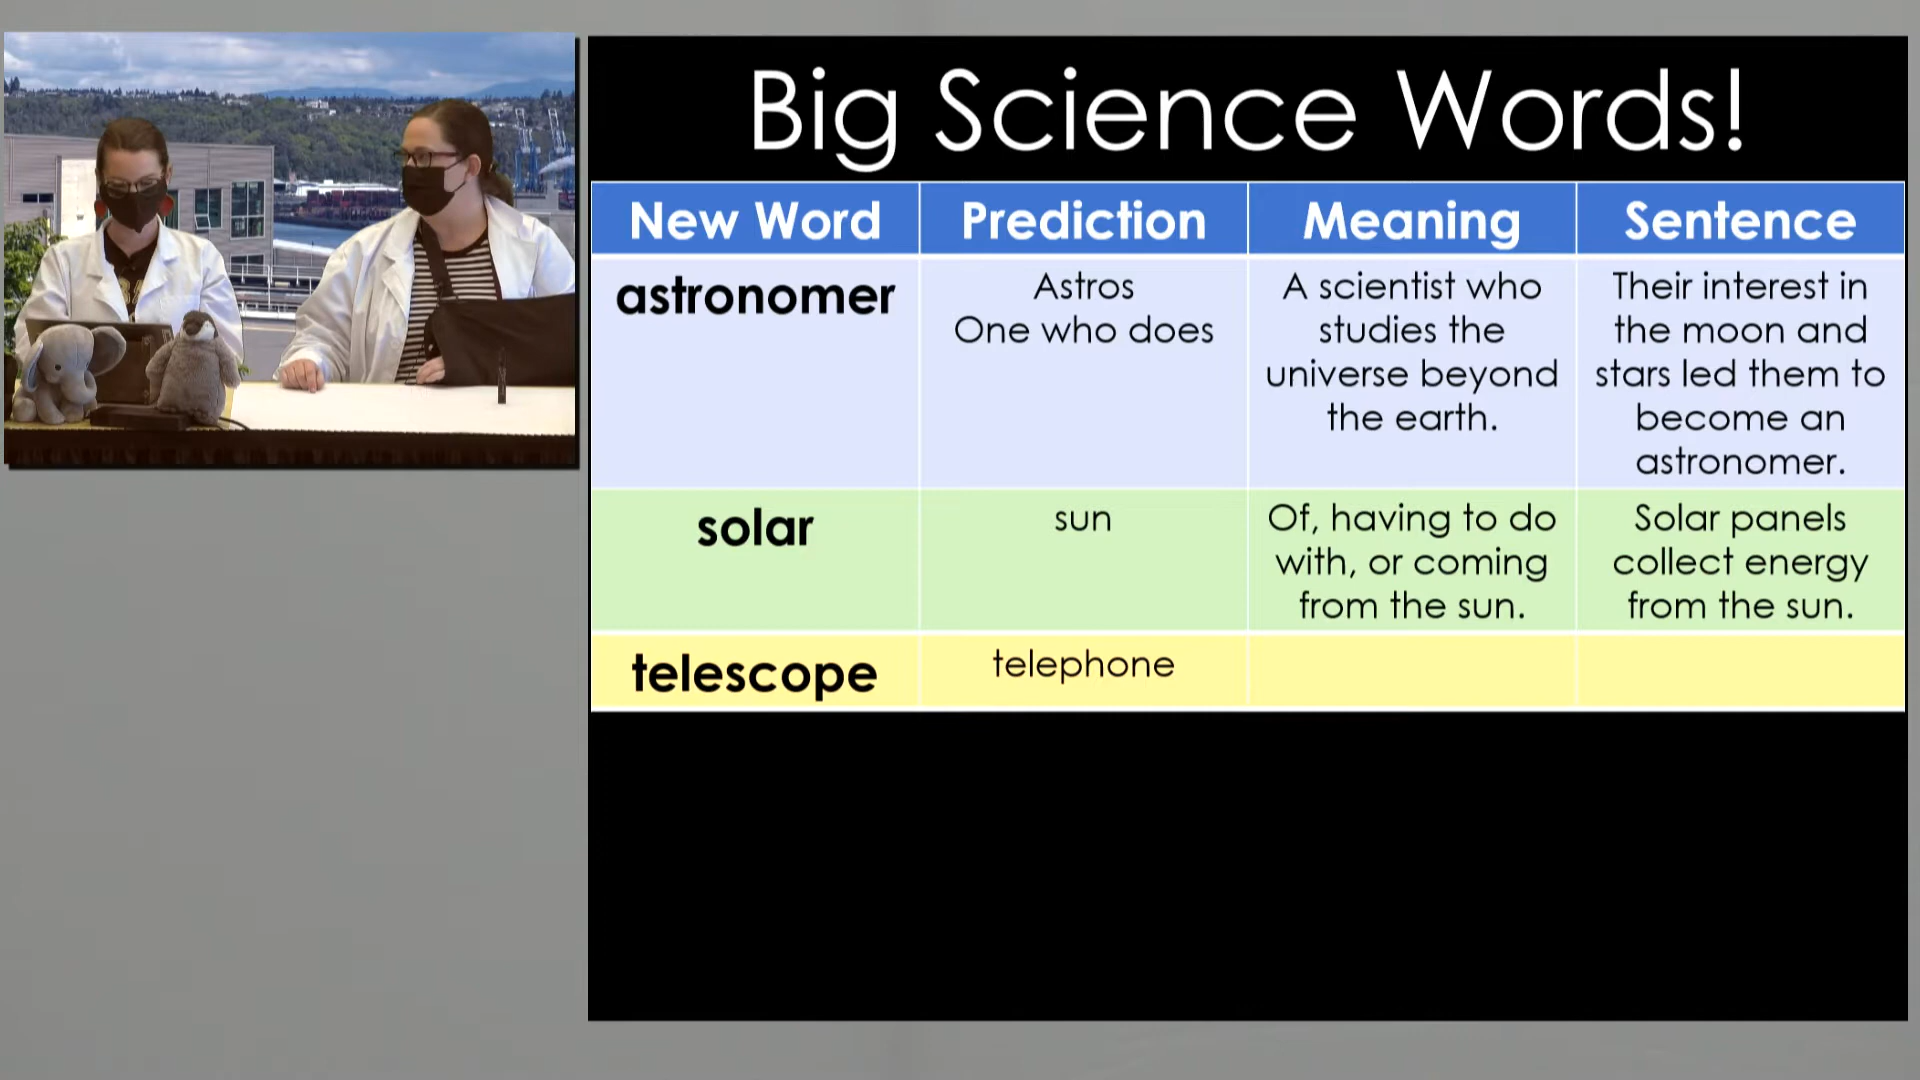 Big Science Words!
New Word
Prediction
Meaning
Sentence
astronomer
Astros
One who does
A scientist who
studies the
universe beyond
the earth.
Their interest in
the moon and
stars led them to
become an
astronomer.
solar
sun
Of, having to do
with, or coming
from the sun.
Solar panels
collect energy
from the sun.
telescope
telephone